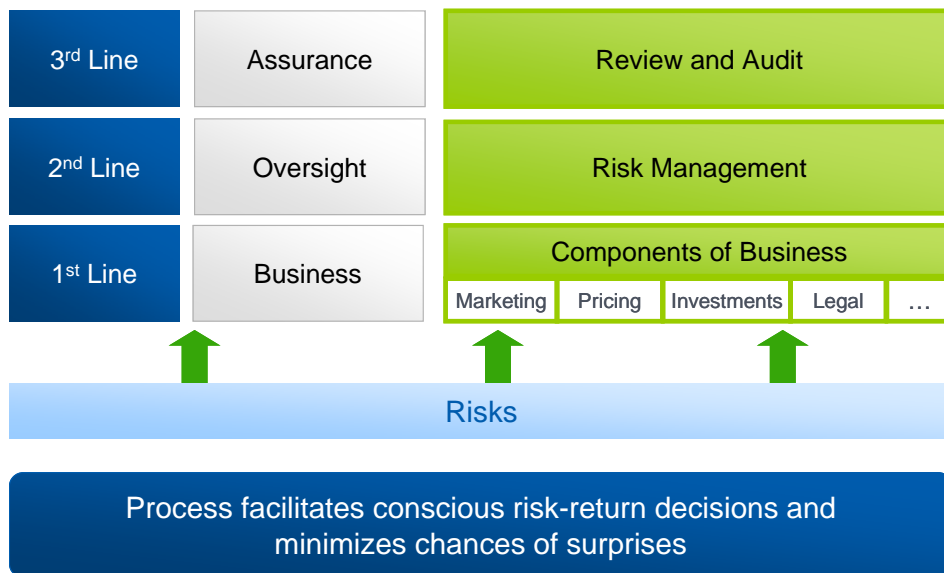 3rd Line
Assurance
Review and Audit
2nd Line
Oversight
Risk Management
1st Line
Business
Components of Business
Marketing
Pricing
Investments
Legal
...
Risks
Process facilitates conscious risk-return decisions and
minimizes chances of surprises